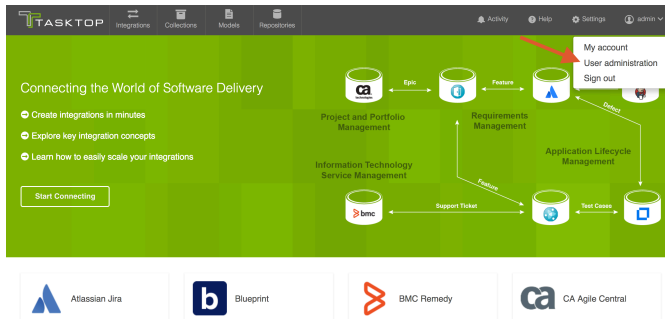 TASKTOP
Integrations
Collections
Models
Repositories
Activity
Help
Settings
admin
My account
User administration
Sign out
Connecting the World of Software Delivery
Create integrations in minutes
Explore key integration concepts
Learn how to easily scale your integrations
Start Connecting
ca
technologies
Epic
Feature
Defect
Project and Portfolio
Management
Requirements
Management
Application Lifecycle
Management
Information Technology
Service Management
Feature
bmc
Support Ticket
Test Cases
Atlassian Jira
b
Blueprint
BMC Remedy
ca
CA Agile Central